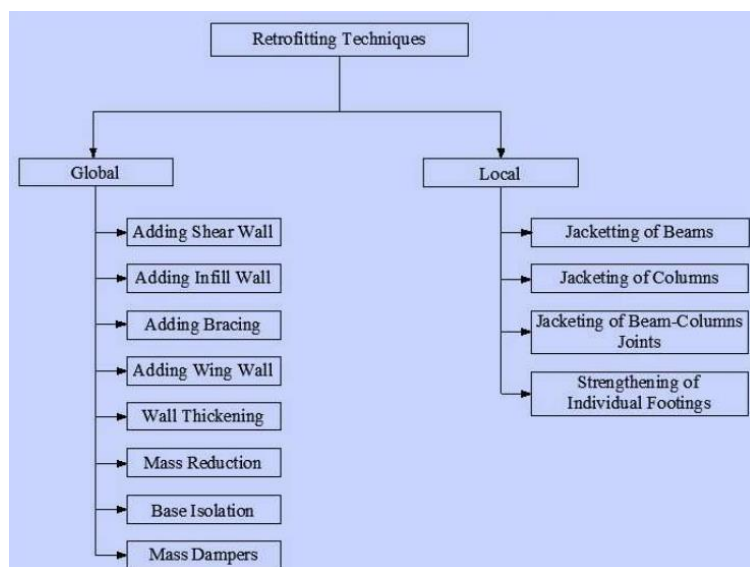 Retrofitting Techniques
Global
Adding Shear Wall
Adding Infill Wall
Adding Bracing
Adding Wing Wall
Wall Thickening
Mass Reduction
Base Isolation
Mass Dampers
Local
Jacketting of Beams
Jacketing of Columns
Jacketing of Beam-Columns
Joints
Strengthening of
Individual Footings